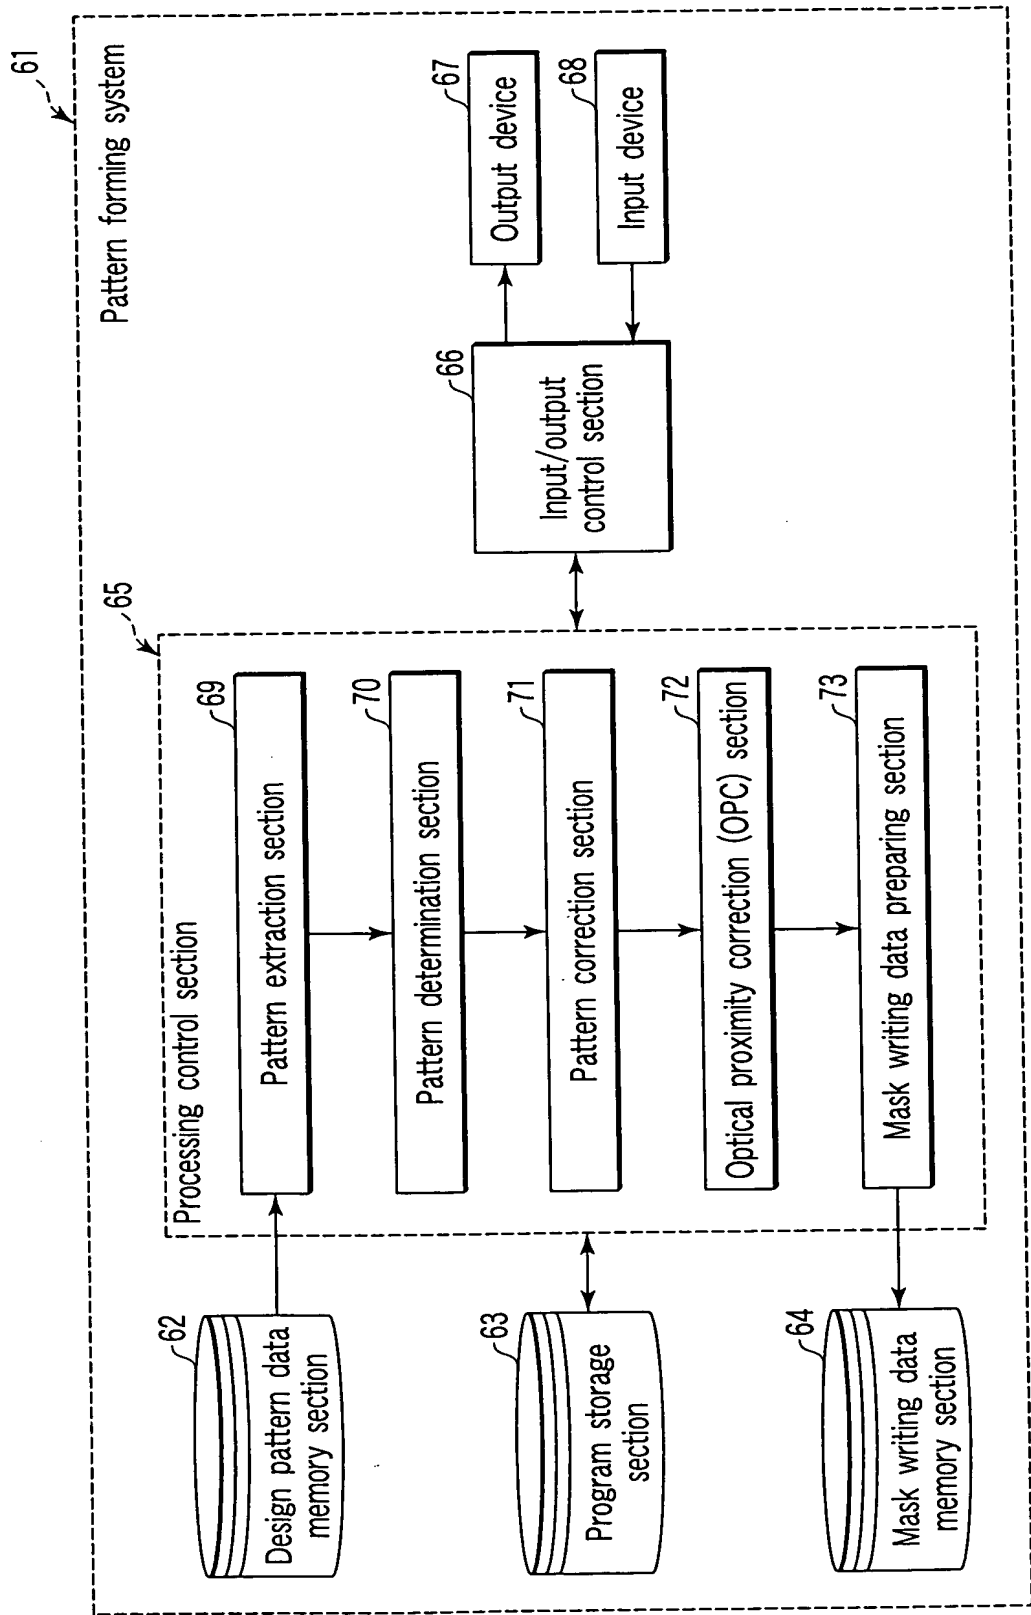 61
Pattern forming system
65
Processing control section
62
Design pattern data
memory section
69
Pattern extraction section
70
Pattern determination section
63
Program storage
section
71
Pattern correction section
72
Optical proximity correction (OPC) section
64
Mask writing data
memory section
73
Mask writing data preparing section
66
Input/output
control section
67
Output device
68
Input device